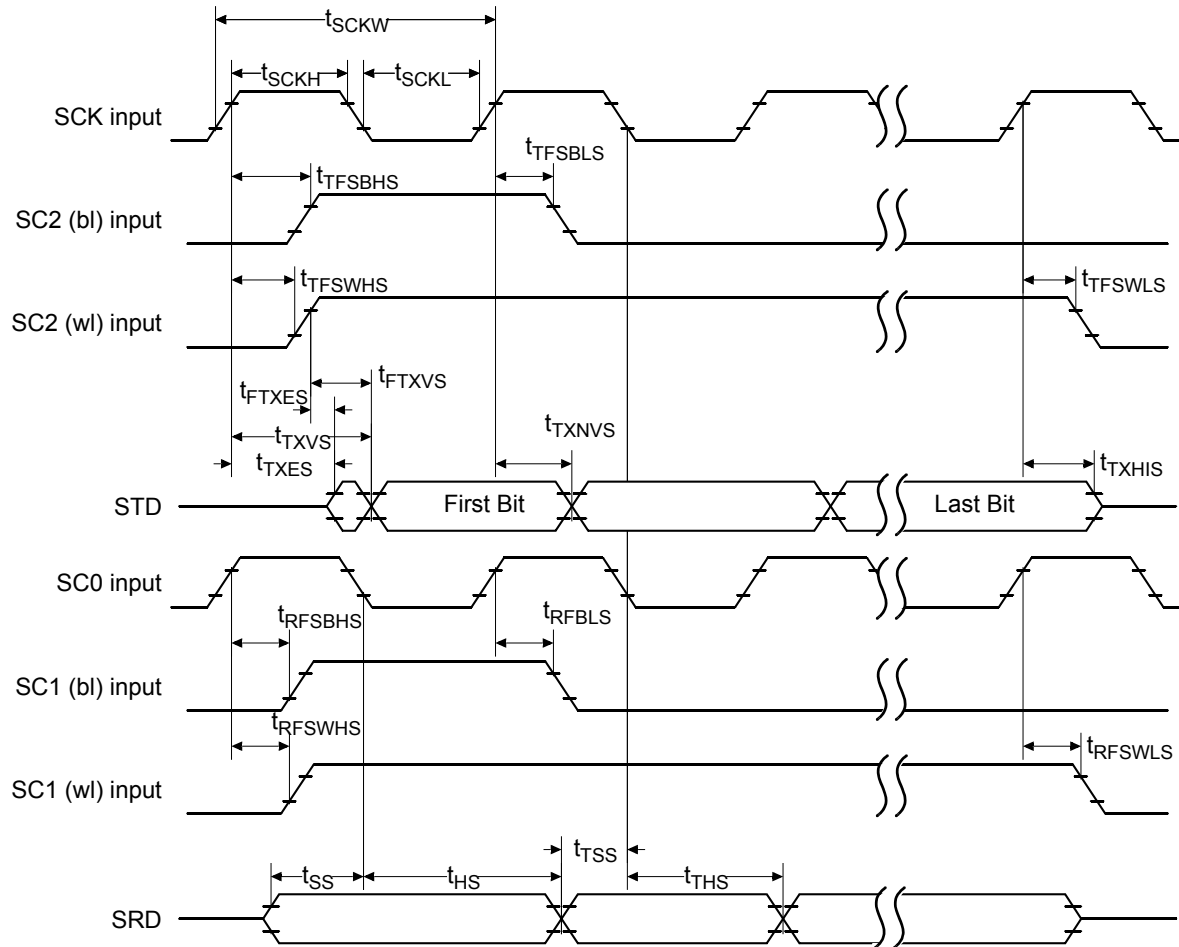 tSCKW
tSCKH tSCKL
SCK input
tTFSBHS tTFSBLS
SC2 (bl) input
tTFSWHS tTFSWLS
SC2 (wl) input
tFTXES tFTXVS
tTXVS tTXNVS
tTXES tTXHIS
STD First Bit Last Bit
SC0 input
tRFSBHS tRFBLS
SC1 (bl) input
tRFSWHS tRFSWLS
SC1 (wl) input
tTSS
tSS tHS tTHS
SRD